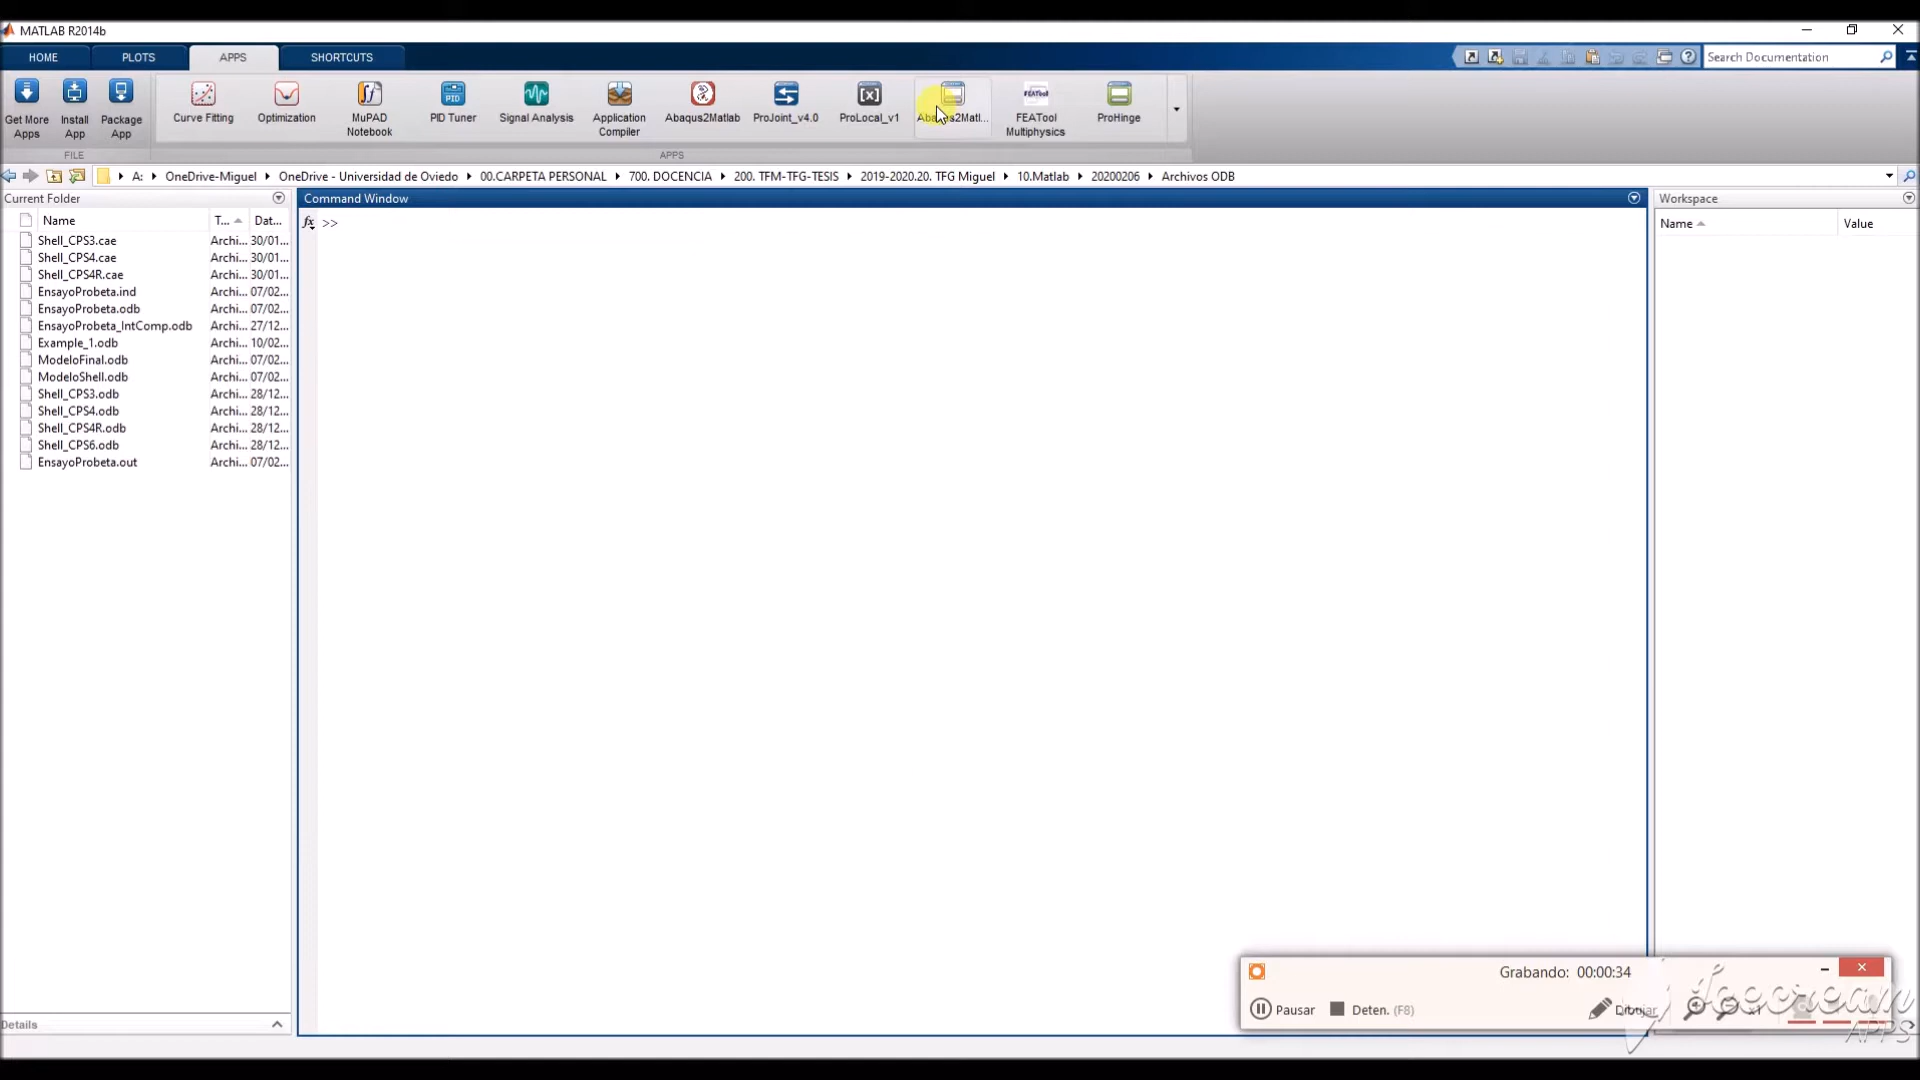 MATLAB R2014b
HOME
PLOTS
APPS
SHORTCUTS
Search Documentation
Get More
Apps
Install
App
Package
App
Curve Fitting
Optimization
MuPAD
Notebook
PID Tuner
Signal Analysis
Application
Compiler
Abaqus2Matlab
ProJoint_v4.0
ProLocal_v1
Abaqus2Matl...
FEATool
Multiphysics
ProHinge
FILE
APPS
A: OneDrive-Miguel OneDrive - Universidad de Oviedo 00.CARPETA PERSONAL 700. DOCENCIA 200. TFM-TFG-TESIS 2019-2020.20. TFG Miguel 10.Matlab 20200206 Archivos ODB
Current Folder
Name T... Dat...
Shell_CPS3.cae Archi... 30/01...
Shell_CPS4.cae Archi... 30/01...
Shell_CPS4R.cae Archi... 30/01...
EnsayoProbeta.ind Archi... 07/02...
EnsayoProbeta.odb Archi... 07/02...
EnsayoProbeta_IntComp.odb Archi... 27/12...
Example_1.odb Archi... 10/02...
ModeloFinal.odb Archi... 07/02...
ModeloShell.odb Archi... 07/02...
Shell_CPS3.odb Archi... 28/12...
Shell_CPS4.odb Archi... 28/12...
Shell_CPS4R.odb Archi... 28/12...
Shell_CPS6.odb Archi... 28/12...
EnsayoProbeta.out Archi... 07/02...
Details
Command Window
fx >>
Workspace
Name Value
Grabando: 00:00:34
Pausar Deten. (F8) Dibujar x1
Icecream
APPS